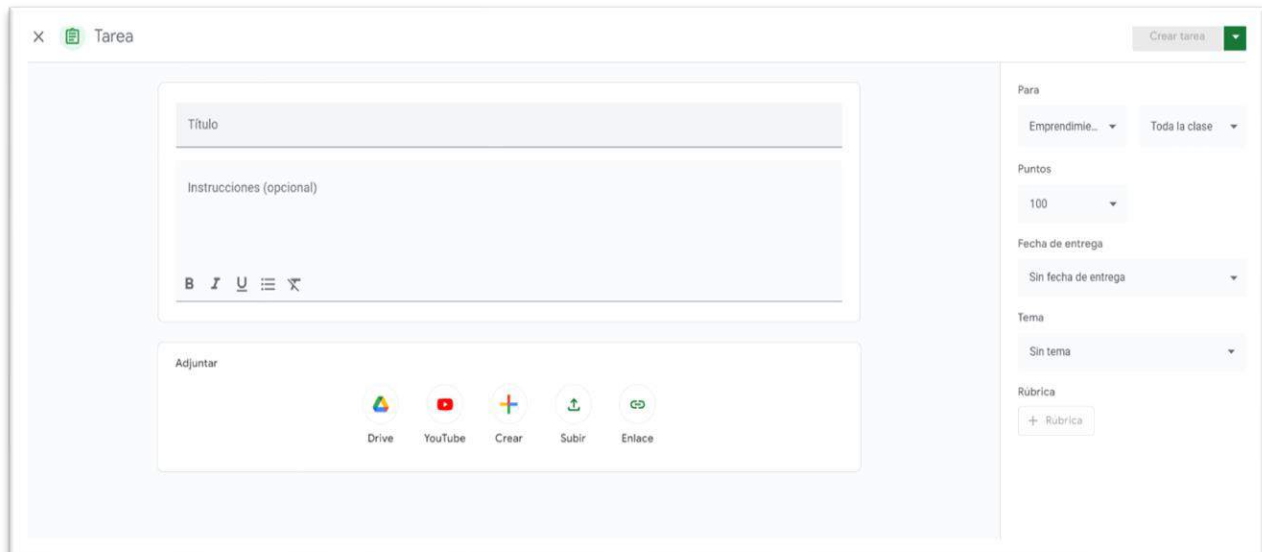 Tarea
Crear tarea
Título
Instrucciones (opcional)
B I U
Adjuntar
Drive YouTube Crear Subir Enlace
Para
Emprendimie... Toda la clase
Puntos
100
Fecha de entrega
Sin fecha de entrega
Tema
Sin tema
Rúbrica
+ Rúbrica